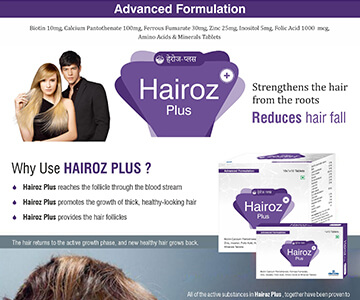 Advanced Formulation
Biotin 10mg, Calcium Pantothenate 100mg, Ferrous Fumarate 30mg, Zinc 25mg, Inositol 5mg, Folic Acid 1000 mcg,
Amino Acids & Minerals Tablets
हेरोज-प्लस
Hairoz
Plus
Strengthens the hair
from the roots
Reduces hair fall
Why Use HAIROZ PLUS ?
Hairoz Plus reaches the follicle through the blood stream
Hairoz Plus promotes the growth of thick, healthy-looking hair
Hairoz Plus provides the hair follicles
Advanced Formulation
Hairoz
Plus
Hairoz
Plus
The hair returns to the active growth phase, and new healthy hair grows back.
All of the active substances in Hairoz Plus , together have been proven to